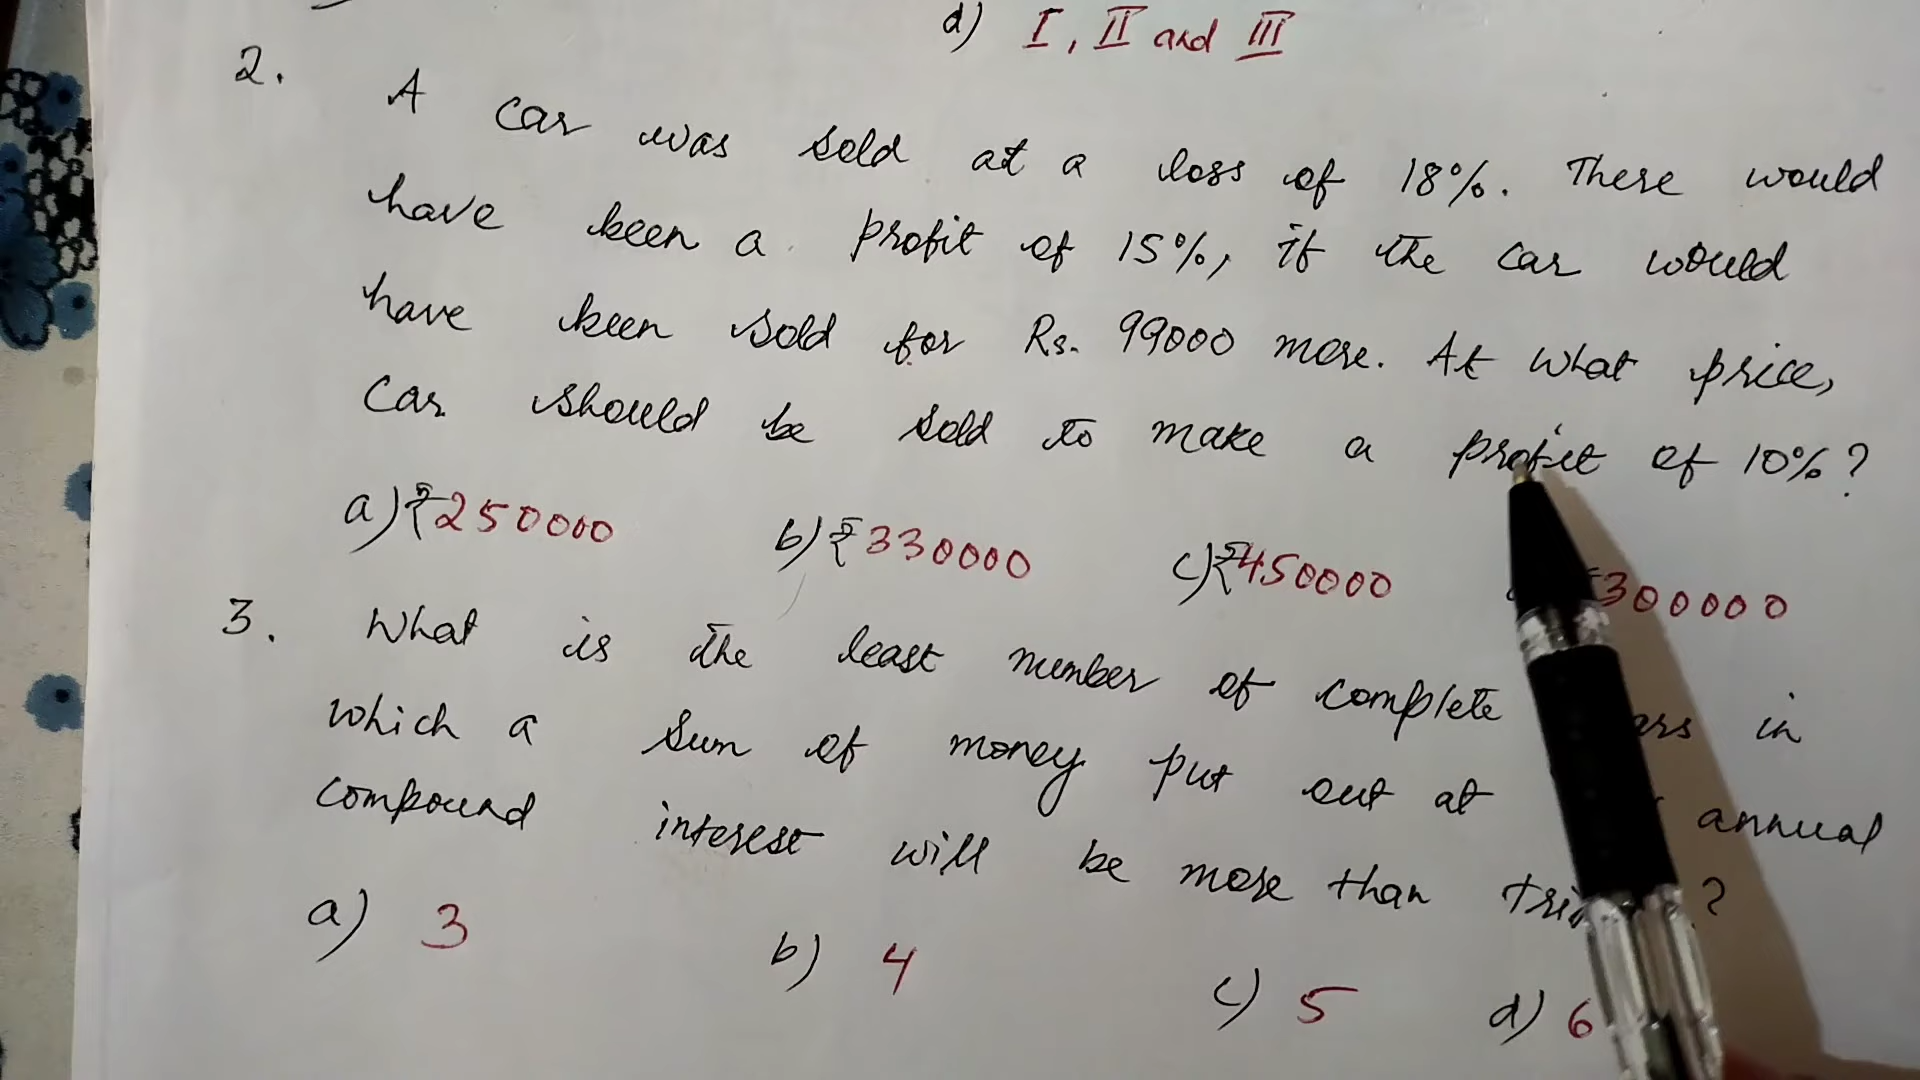 d) I, II and III
2. A car was sold at a loss of 18%. There would
have been a profit of 15%, if the car would
have been sold for Rs. 99000 more. At what price,
car should be sold to make a profit of 10%?
a) ₹250000 b) ₹330000 c) ₹450000 ₹300000
3. What is the least number of complete in
which a sum of money put out at annual
compound interest will be more than ?
a) 3 b) 4 c) 5 d) 6